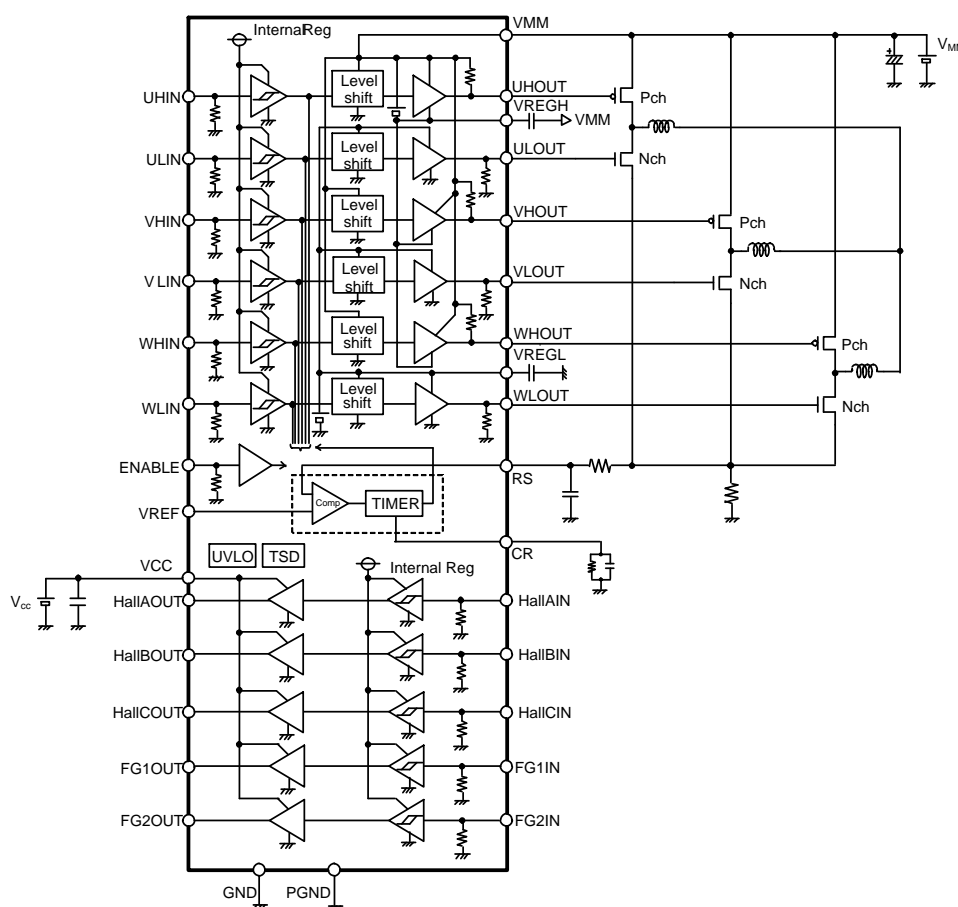 InternalReg
VMM
VM
UHIN
Level
shift
UHOUT
Pch
VREGH
VMM
ULIN
Level
shift
ULOUT
Nch
VHIN
Level
shift
VHOUT
Pch
VLIN
Level
shift
VLOUT
Nch
WHIN
Level
shift
WHOUT
Pch
VREGL
WLIN
Level
shift
WLOUT
Nch
ENABLE
RS
Comp
TIMER
VREF
CR
UVLO
TSD
VCC
Internal Reg
Vcc
HallAOUT
HallAIN
HallBOUT
HallBIN
HallCOUT
HallCIN
FG1OUT
FG1IN
FG2OUT
FG2IN
GND
PGND